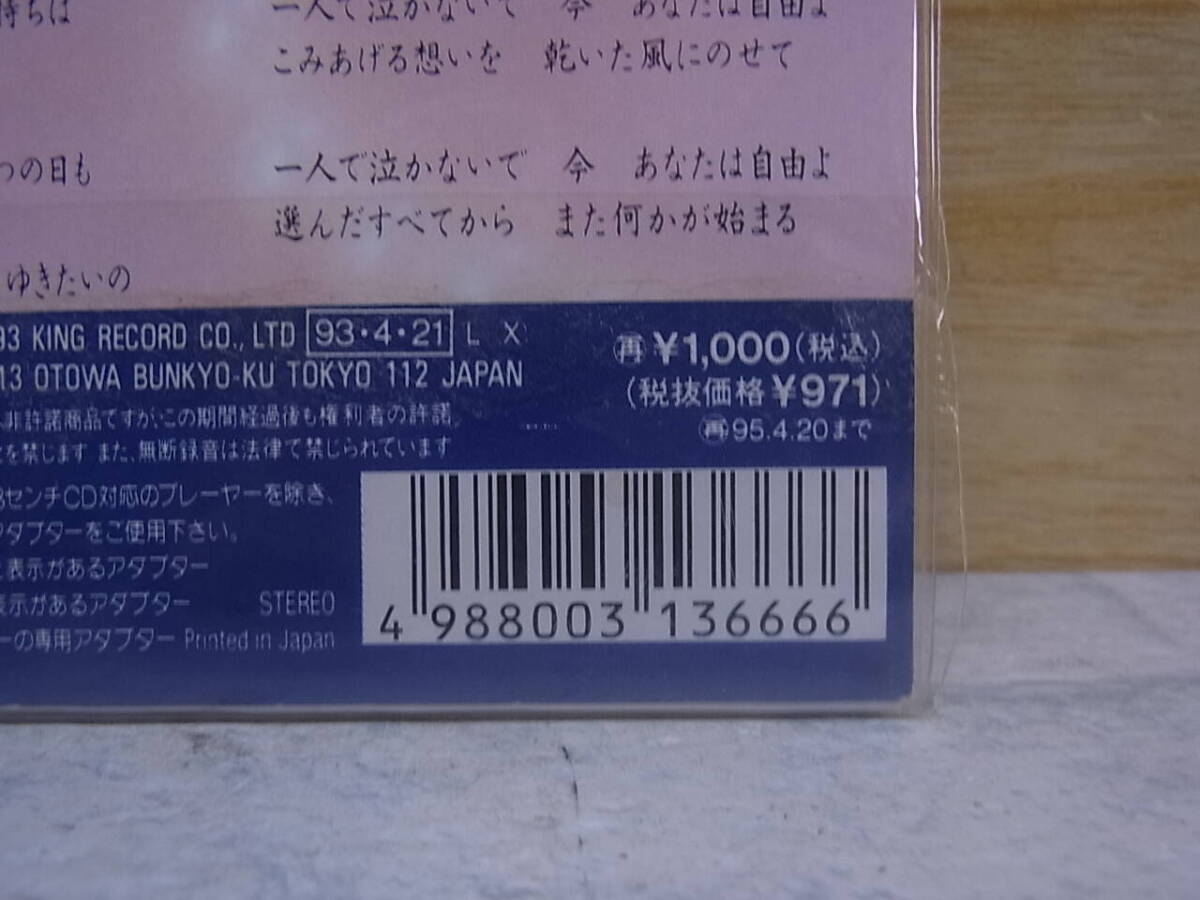 持ちは
一人で泣かないで 今 あなたは自由よ
こみあげる想いを 乾いた風にのせて
つの日も
一人で泣かないで 今 あなたは自由よ
選んだすべてから また何かが始まる
ゆきたいの
93 KING RECORD CO., LTD 93・4・21 L X
13 OTOWA BUNKYO-KU TOKYO 112 JAPAN
非許諾商品ですが、この期間経過後も権利者の許諾
を禁じます また、無断録音は法律で禁じられています
センチCD対応のプレーヤーを除き、
アダプターをご使用下さい。
表示があるアダプター
表示があるアダプター STEREO
ーの専用アダプター Printed in Japan
再 ¥1,000(税込)
(税抜価格¥971)
再95.4.20まで
4 988003 136666